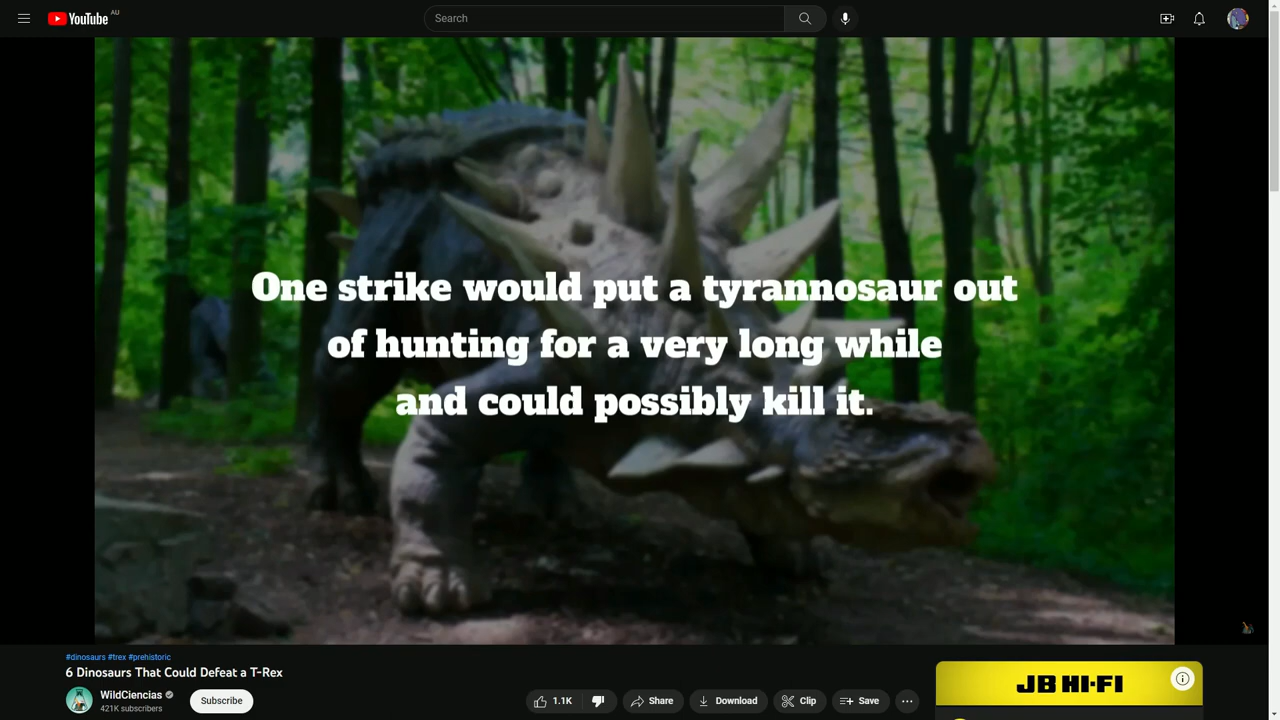 YouTube AU
Search
One strike would put a tyrannosaur out
of hunting for a very long while
and could possibly kill it.
#dinosaurs #trex #prehistoric
6 Dinosaurs That Could Defeat a T-Rex
WildCiencias
421K subscribers
Subscribe
1.1K
Share
Download
Clip
Save
JB HI-FI